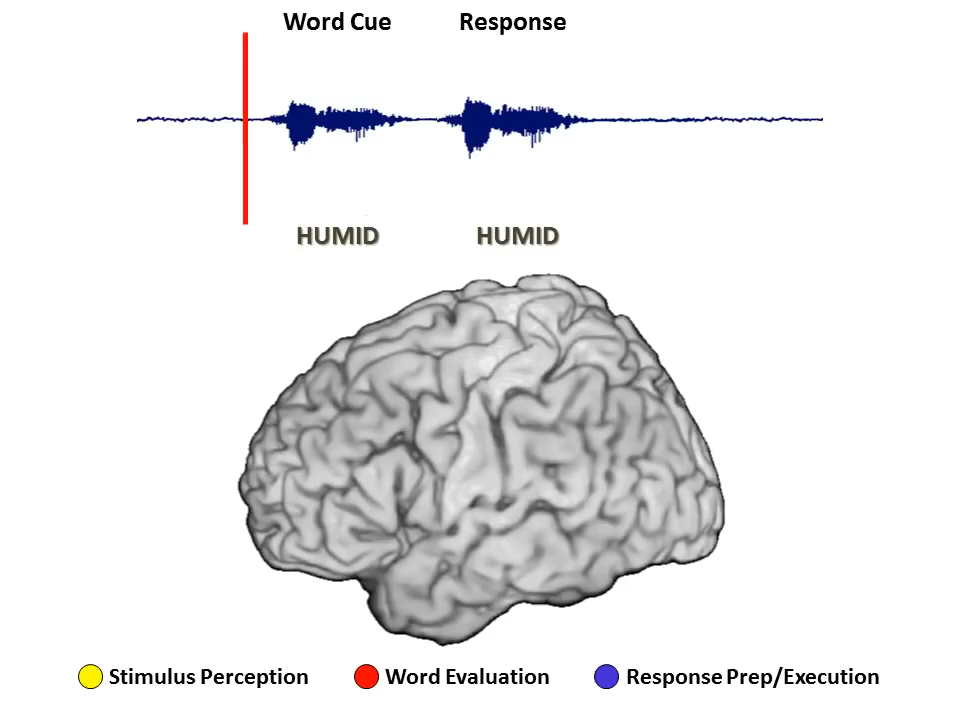 Word Cue Response
HUMID HUMID
Stimulus Perception Word Evaluation Response Prep/Execution